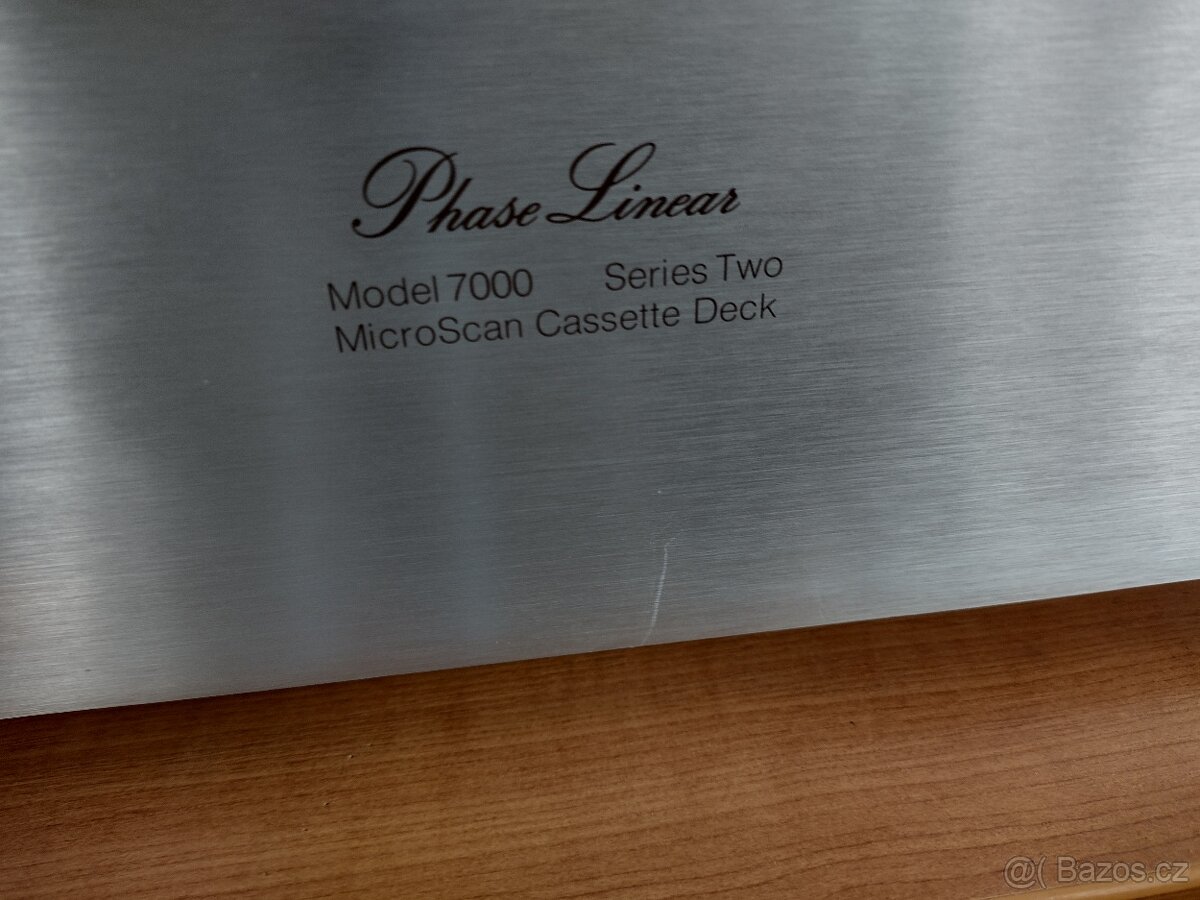 Phase Linear
Model 7000 Series Two
MicroScan Cassette Deck
@( Bazos.cz